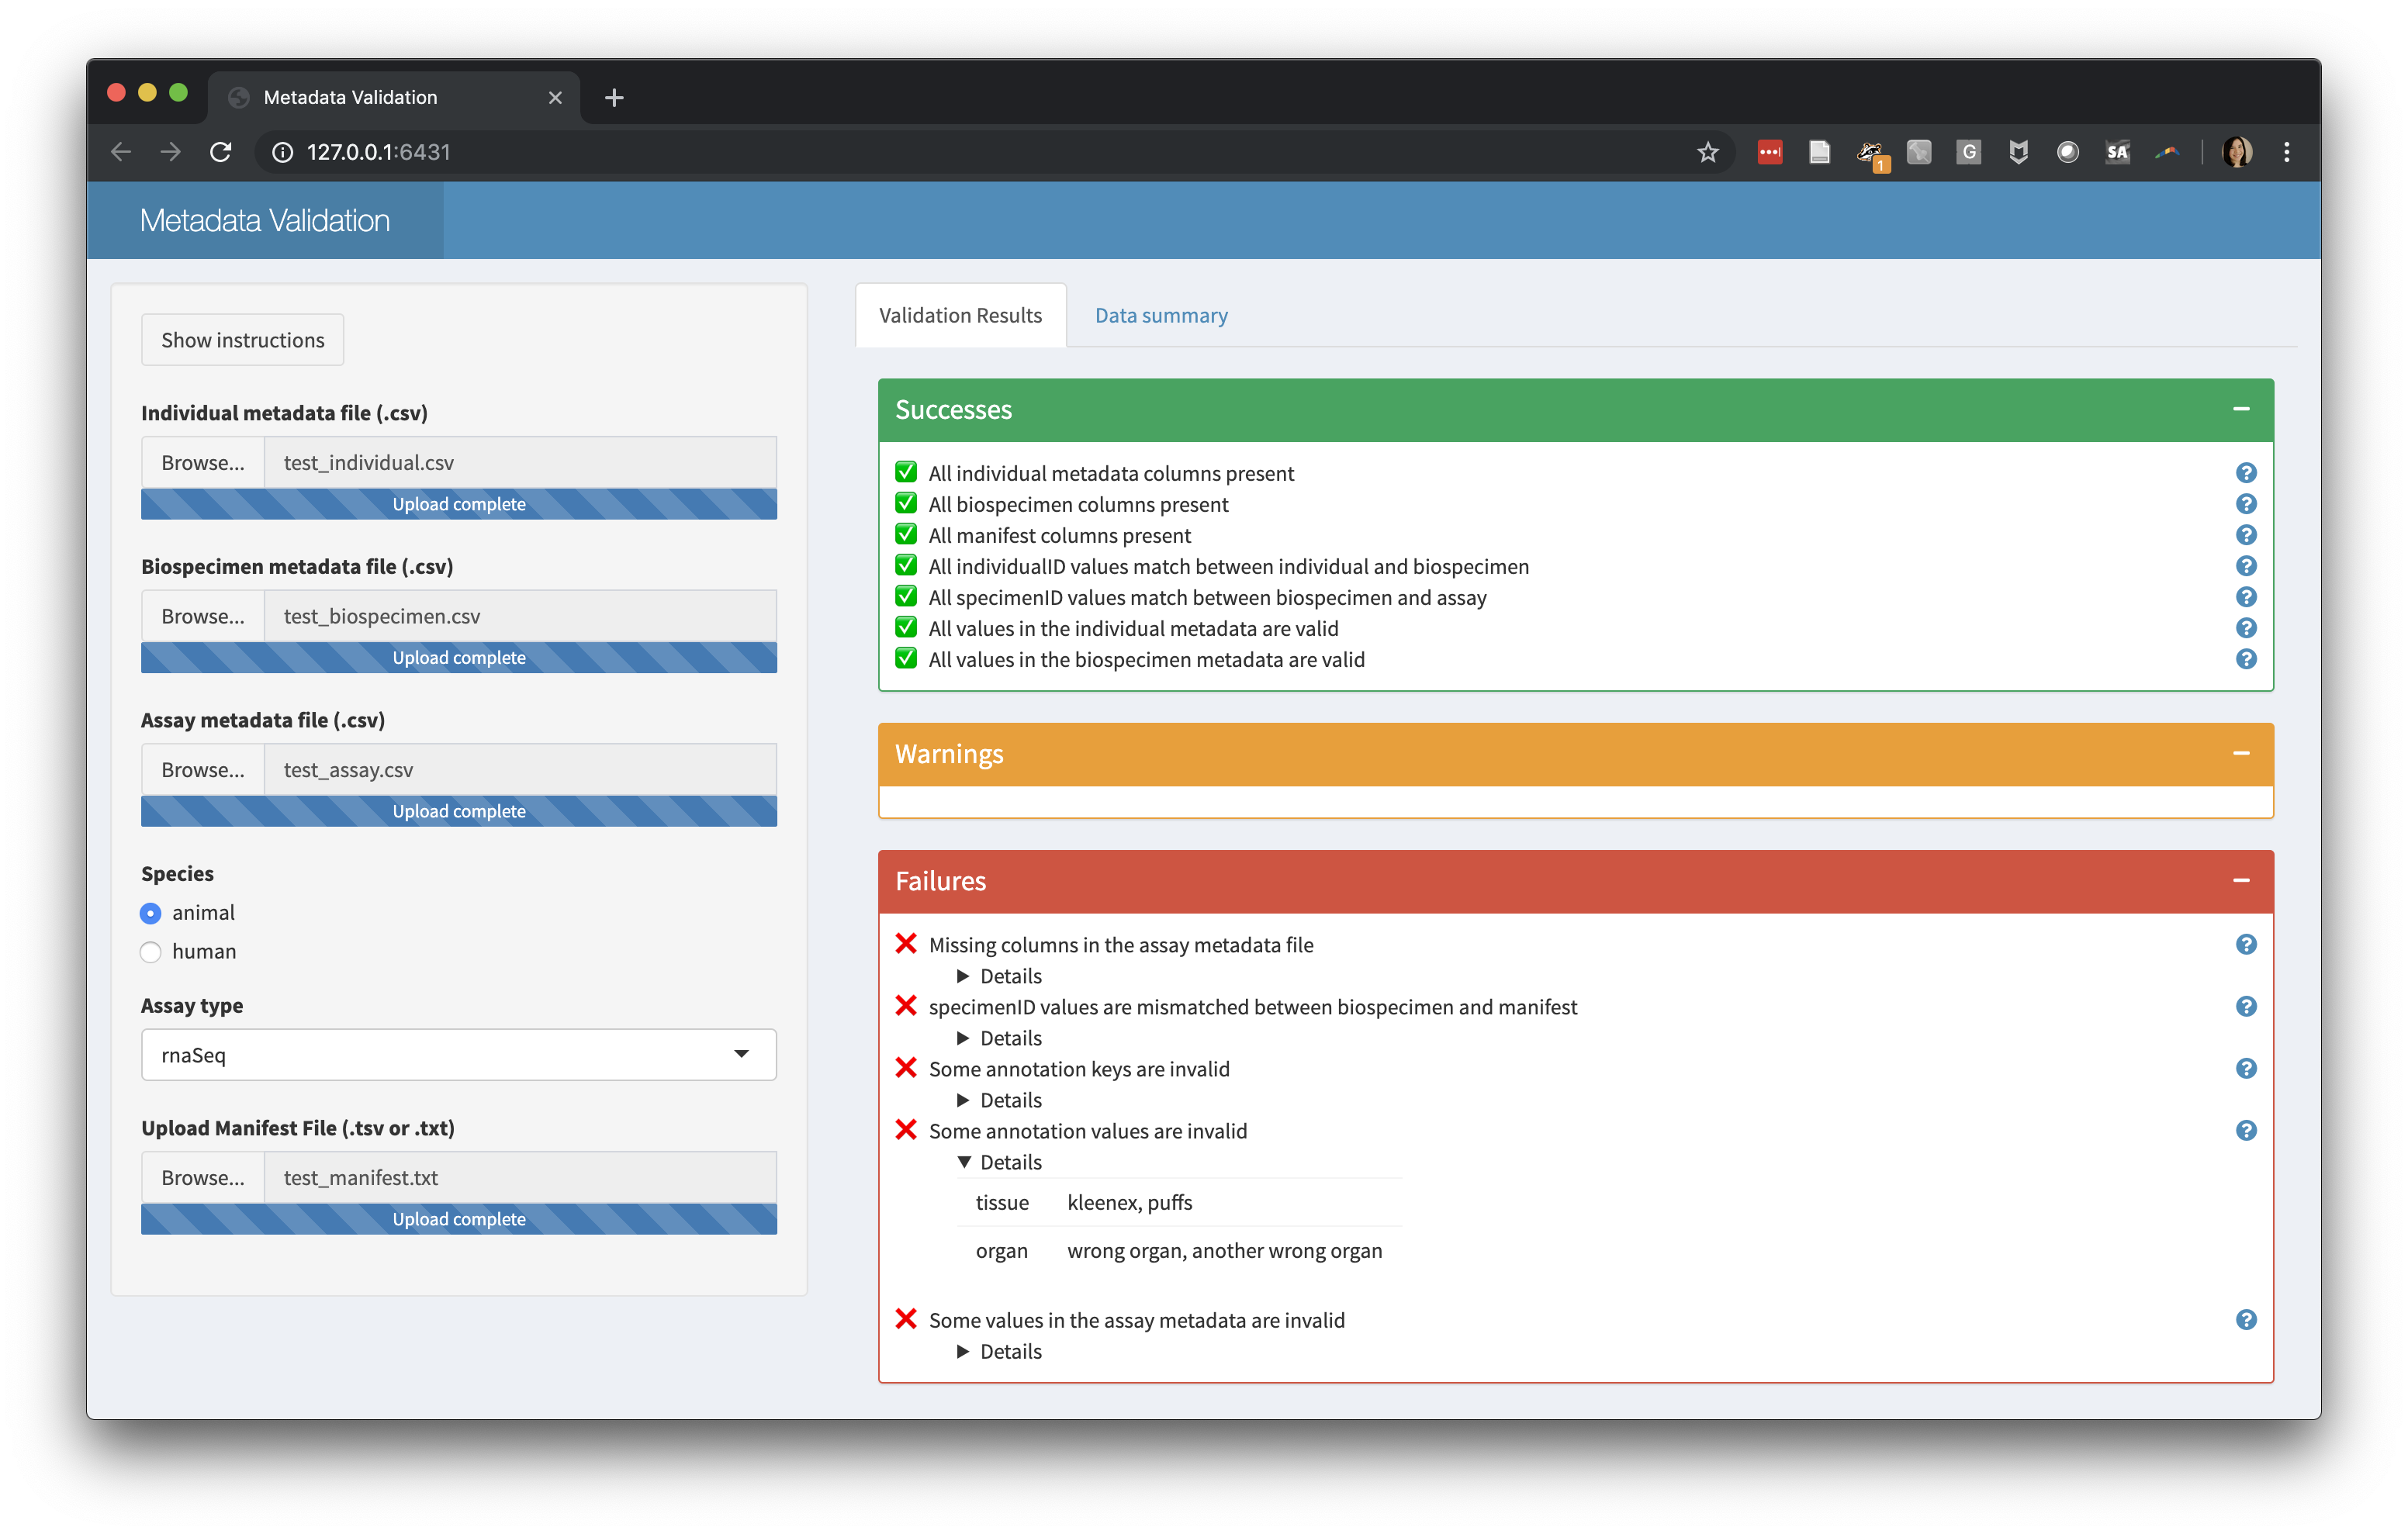 Metadata Validation
127.0.0.1:6431
1
G
SA
Metadata Validation
Show instructions
Individual metadata file (.csv)
Browse... test_individual.csv
Upload complete
Biospecimen metadata file (.csv)
Browse... test_biospecimen.csv
Upload complete
Assay metadata file (.csv)
Browse... test_assay.csv
Upload complete
Species
animal
human
Assay type
rnaSeq
Upload Manifest File (.tsv or .txt)
Browse... test_manifest.txt
Upload complete
Validation Results
Data summary
Successes
All individual metadata columns present
All biospecimen columns present
All manifest columns present
All individualID values match between individual and biospecimen
All specimenID values match between biospecimen and assay
All values in the individual metadata are valid
All values in the biospecimen metadata are valid
Warnings
Failures
Missing columns in the assay metadata file
Details
specimenID values are mismatched between biospecimen and manifest
Details
Some annotation keys are invalid
Details
Some annotation values are invalid
Details
tissue kleenex, puffs
organ wrong organ, another wrong organ
Some values in the assay metadata are invalid
Details